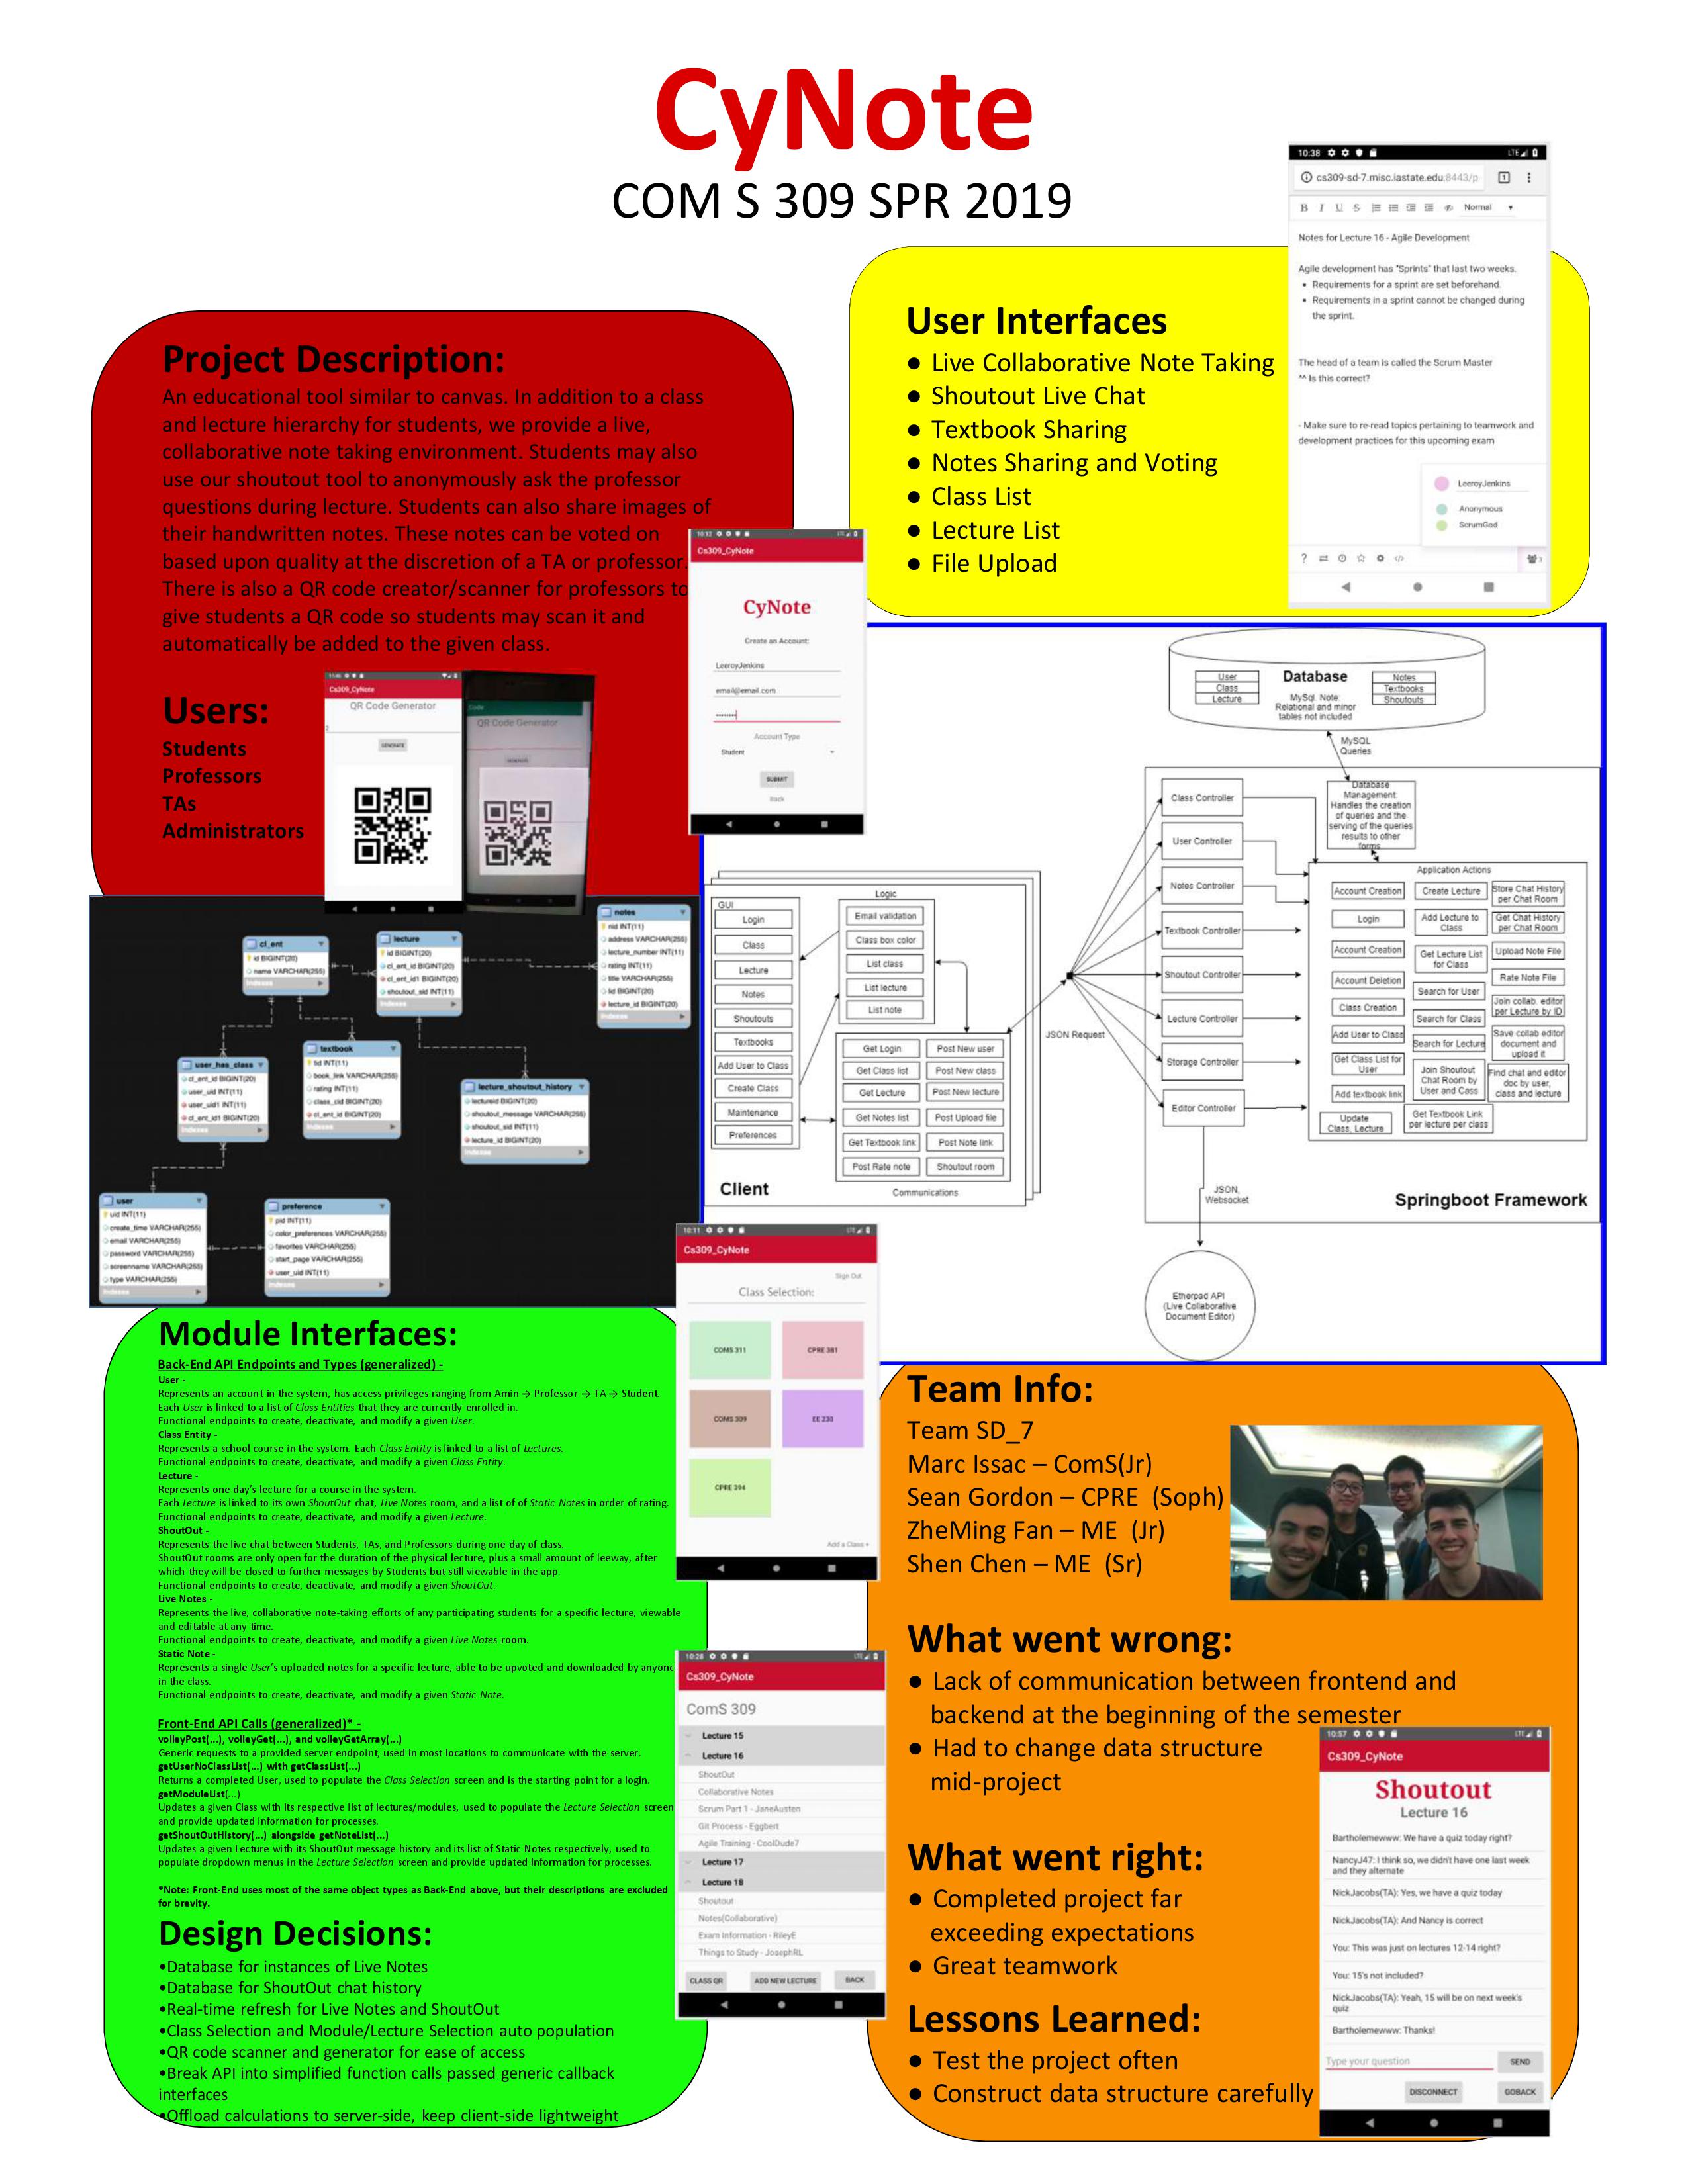 CyNote
COM S 309 SPR 2019
Project Description:
An educational tool similar to canvas. In addition to a class
and lecture hierarchy for students, we provide a live,
collaborative note taking environment. Students may also
use our shoutout tool to anonymously ask the professor
questions during lecture. Students can also share images of
their handwritten notes. These notes can be voted on
based upon quality at the discretion of a TA or professor.
There is also a QR code creator/scanner for professors to
give students a QR code so students may scan it and
automatically be added to the given class.
Users:
Students
Professors
TAs
Administrators
Cs309_CyNote
QR Code Generator
2
GENERATE
Code
QR Code Generator
GENERATE
User Interfaces
● Live Collaborative Note Taking
● Shoutout Live Chat
● Textbook Sharing
● Notes Sharing and Voting
● Class List
● Lecture List
● File Upload
10:38
LTE
cs309-sd-7.misc.iastate.edu:8443/p
1
B I U S
Normal
Notes for Lecture 16 - Agile Development
Agile development has "Sprints" that last two weeks.
• Requirements for a sprint are set beforehand.
• Requirements in a sprint cannot be changed during
the sprint.
The head of a team is called the Scrum Master
^^ Is this correct?
- Make sure to re-read topics pertaining to teamwork and
development practices for this upcoming exam
LeeroyJenkins
Anonymous
ScrumGod
10:12
LTE
Cs309_CyNote
CyNote
Create an Account:
LeeroyJenkins
email@email.com
Account Type
Student
SUBMIT
Back
cl_ent
id BIGINT(20)
name VARCHAR(255)
Indexes
lecture
id BIGINT(20)
cl_ent_id BIGINT(20)
cl_ent_id1 BIGINT(20)
shoutout_sid INT(11)
Indexes
notes
nid INT(11)
address VARCHAR(255)
lecture_number INT(11)
rating INT(11)
title VARCHAR(255)
lid BIGINT(20)
lecture_id BIGINT(20)
Indexes
user_has_class
cl_ent_id BIGINT(20)
user_uid INT(11)
user_uid1 INT(11)
cl_ent_id1 BIGINT(20)
Indexes
textbook
tid INT(11)
book_link VARCHAR(255)
rating INT(11)
class_cid BIGINT(20)
cl_ent_id BIGINT(20)
Indexes
lecture_shoutout_history
lectureid BIGINT(20)
shoutout_message VARCHAR(255)
shoutout_sid INT(11)
lecture_id BIGINT(20)
Indexes
user
uid INT(11)
create_time VARCHAR(255)
email VARCHAR(255)
password VARCHAR(255)
screenname VARCHAR(255)
type VARCHAR(255)
Indexes
preference
pid INT(11)
color_preferences VARCHAR(255)
favorites VARCHAR(255)
start_page VARCHAR(255)
user_uid INT(11)
Indexes
Database
User
Class
Lecture
MySql. Note:
Relational and minor
tables not included
Notes
Textbooks
Shoutouts
MySQL
Queries
Database
Management:
Handles the creation
of queries and the
serving of the queries
results to other
forms.
Class Controller
User Controller
Notes Controller
Textbook Controller
Shoutout Controller
Lecture Controller
Storage Controller
Editor Controller
Application Actions
Account Creation
Login
Account Creation
Account Deletion
Class Creation
Add User to Class
Get Class List for
User
Add textbook link
Update
Class, Lecture
Create Lecture
Add Lecture to
Class
Get Lecture List
for Class
Search for User
Search for Class
Search for Lecture
Join Shoutout
Chat Room by
User and Cass
Get Textbook Link
per lecture per class
Store Chat History
per Chat Room
Get Chat History
per Chat Room
Upload Note File
Rate Note File
Join collab. editor
per Lecture by ID
Save collab editor
document and
upload it
Find chat and editor
doc by user,
class and lecture
Springboot Framework
JSON Request
JSON,
Websocket
Etherpad API
(Live Collaborative
Document Editor)
GUI
Login
Class
Lecture
Notes
Shoutouts
Textbooks
Add User to Class
Create Class
Maintenance
Preferences
Logic
Email validation
Class box color
List class
List lecture
List note
Get Login
Get Class list
Get Lecture
Get Notes list
Get Textbook link
Post Rate note
Post New user
Post New class
Post New lecture
Post Upload file
Post Note link
Shoutout room
Communications
Client
Module Interfaces:
Back-End API Endpoints and Types (generalized) -
User -
Represents an account in the system, has access privileges ranging from Amin → Professor → TA → Student.
Each User is linked to a list of Class Entities that they are currently enrolled in.
Functional endpoints to create, deactivate, and modify a given User.
Class Entity -
Represents a school course in the system. Each Class Entity is linked to a list of Lectures.
Functional endpoints to create, deactivate, and modify a given Class Entity.
Lecture -
Represents one day's lecture for a course in the system.
Each Lecture is linked to its own ShoutOut chat, Live Notes room, and a list of of Static Notes in order of rating.
Functional endpoints to create, deactivate, and modify a given Lecture.
ShoutOut -
Represents the live chat between Students, TAs, and Professors during one day of class.
ShoutOut rooms are only open for the duration of the physical lecture, plus a small amount of leeway, after
which they will be closed to further messages by Students but still viewable in the app.
Functional endpoints to create, deactivate, and modify a given ShoutOut.
Live Notes -
Represents the live, collaborative note-taking efforts of any participating students for a specific lecture, viewable
and editable at any time.
Functional endpoints to create, deactivate, and modify a given Live Notes room.
Static Note -
Represents a single User's uploaded notes for a specific lecture, able to be upvoted and downloaded by anyone
in the class.
Functional endpoints to create, deactivate, and modify a given Static Note.
Front-End API Calls (generalized)* -
volleyPost(...), volleyGet(...), and volleyGetArray(...)
Generic requests to a provided server endpoint, used in most locations to communicate with the server.
getUserNoClassList(...) with getClassList(...)
Returns a completed User, used to populate the Class Selection screen and is the starting point for a login.
getModuleList(...)
Updates a given Class with its respective list of lectures/modules, used to populate the Lecture Selection screen
and provide updated information for processes.
getShoutOutHistory(...) alongside getNoteList(...)
Updates a given Lecture with its ShoutOut message history and its list of Static Notes respectively, used to
populate dropdown menus in the Lecture Selection screen and provide updated information for processes.
*Note: Front-End uses most of the same object types as Back-End above, but their descriptions are excluded
for brevity.
Design Decisions:
•Database for instances of Live Notes
•Database for ShoutOut chat history
•Real-time refresh for Live Notes and ShoutOut
•Class Selection and Module/Lecture Selection auto population
•QR code scanner and generator for ease of access
•Break API into simplified function calls passed generic callback
interfaces
•Offload calculations to server-side, keep client-side lightweight
10:11
LTE
Cs309_CyNote
Sign Out
Class Selection:
COMS 311
CPRE 381
COMS 309
EE 230
CPRE 394
Add a Class +
10:28
LTE
Cs309_CyNote
ComS 309
Lecture 15
Lecture 16
ShoutOut
Collaborative Notes
Scrum Part 1 - JaneAusten
Git Process - Eggbert
Agile Training - CoolDude7
Lecture 17
Lecture 18
Shoutout
Notes(Collaborative)
Exam Information - RileyE
Things to Study - JosephRL
CLASS QR
ADD NEW LECTURE
BACK
Team Info:
Team SD_7
Marc Issac – ComS(Jr)
Sean Gordon – CPRE (Soph)
ZheMing Fan – ME (Jr)
Shen Chen – ME (Sr)
What went wrong:
● Lack of communication between frontend and
backend at the beginning of the semester
● Had to change data structure
mid-project
What went right:
● Completed project far
exceeding expectations
● Great teamwork
Lessons Learned:
● Test the project often
● Construct data structure carefully
10:57
LTE
Cs309_CyNote
Shoutout
Lecture 16
Bartholemewww: We have a quiz today right?
NancyJ47: I think so, we didn't have one last week
and they alternate
NickJacobs(TA): Yes, we have a quiz today
NickJacobs(TA): And Nancy is correct
You: This was just on lectures 12-14 right?
You: 15's not included?
NickJacobs(TA): Yeah, 15 will be on next week's
quiz
Bartholemewww: Thanks!
Type your question
SEND
DISCONNECT
GOBACK